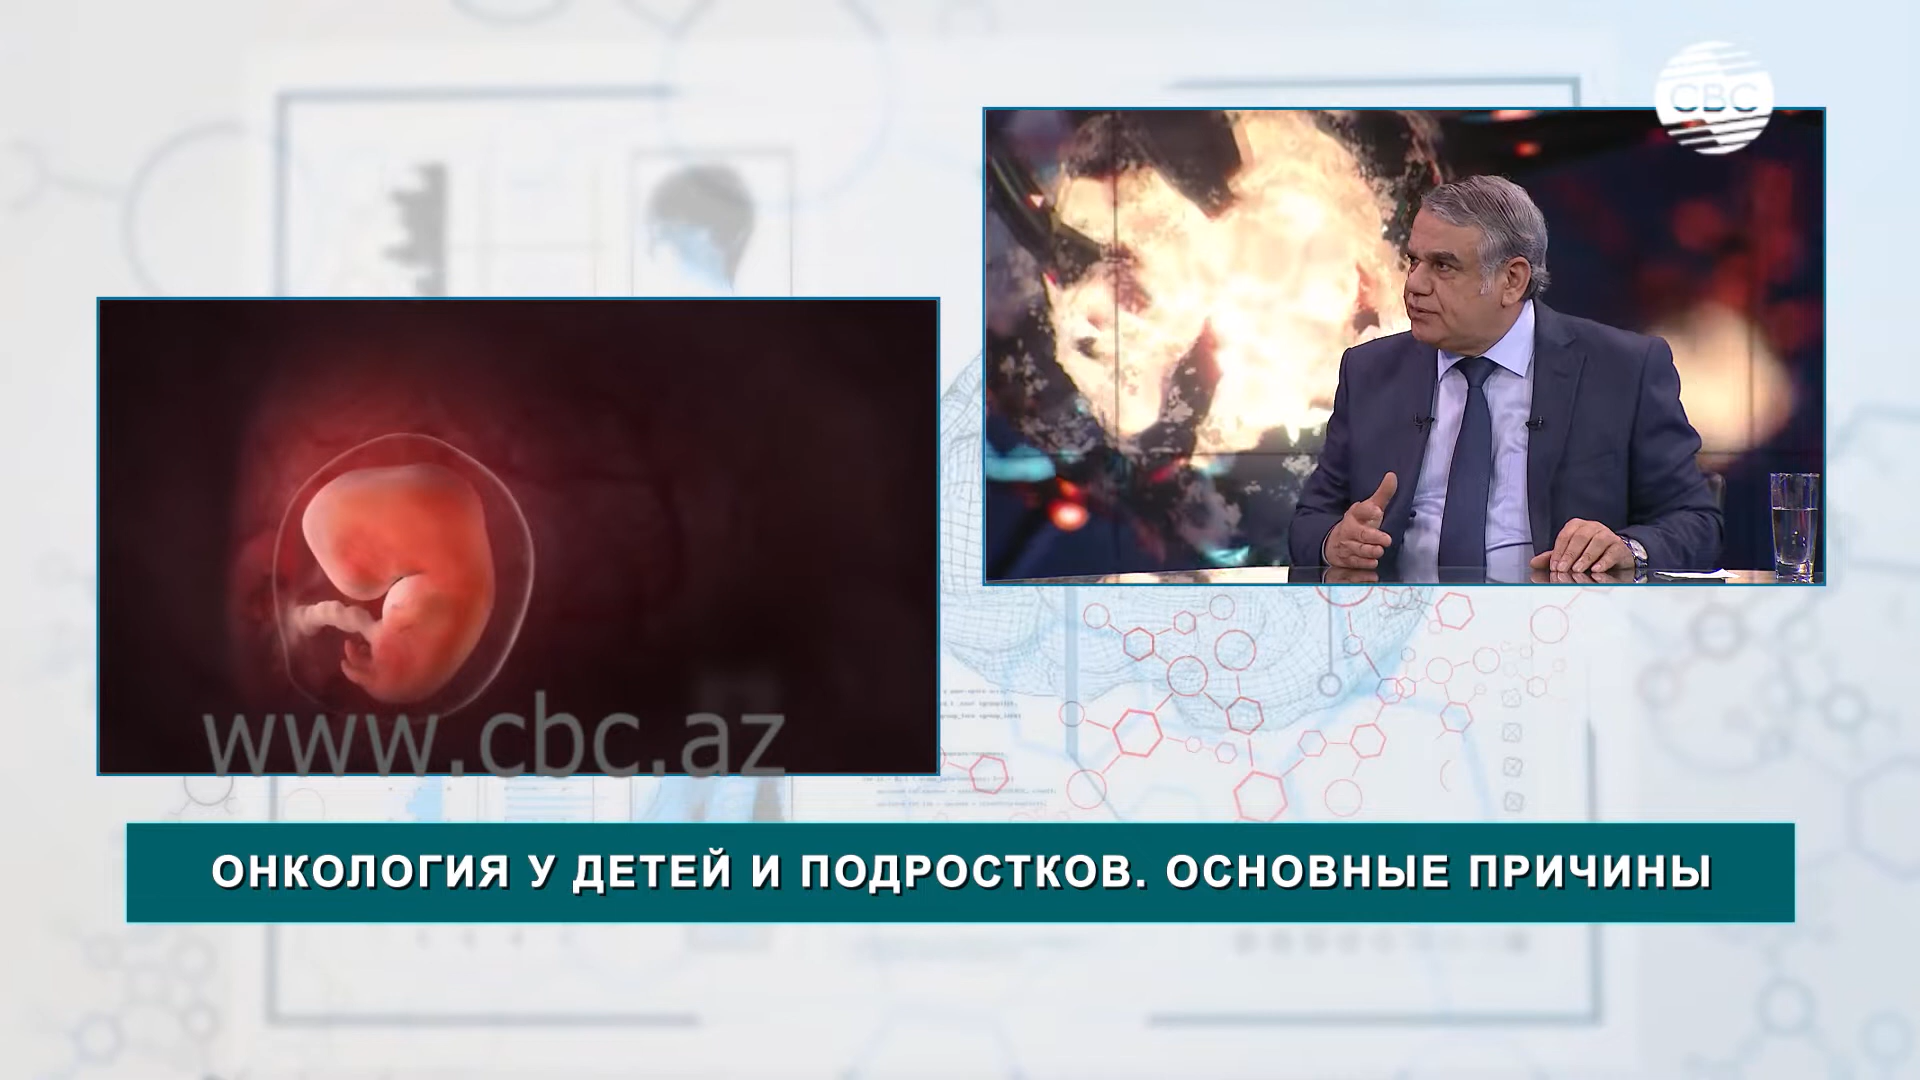 CBC
www.cbc.az
ОНКОЛОГИЯ У ДЕТЕЙ И ПОДРОСТКОВ. ОСНОВНЫЕ ПРИЧИНЫ